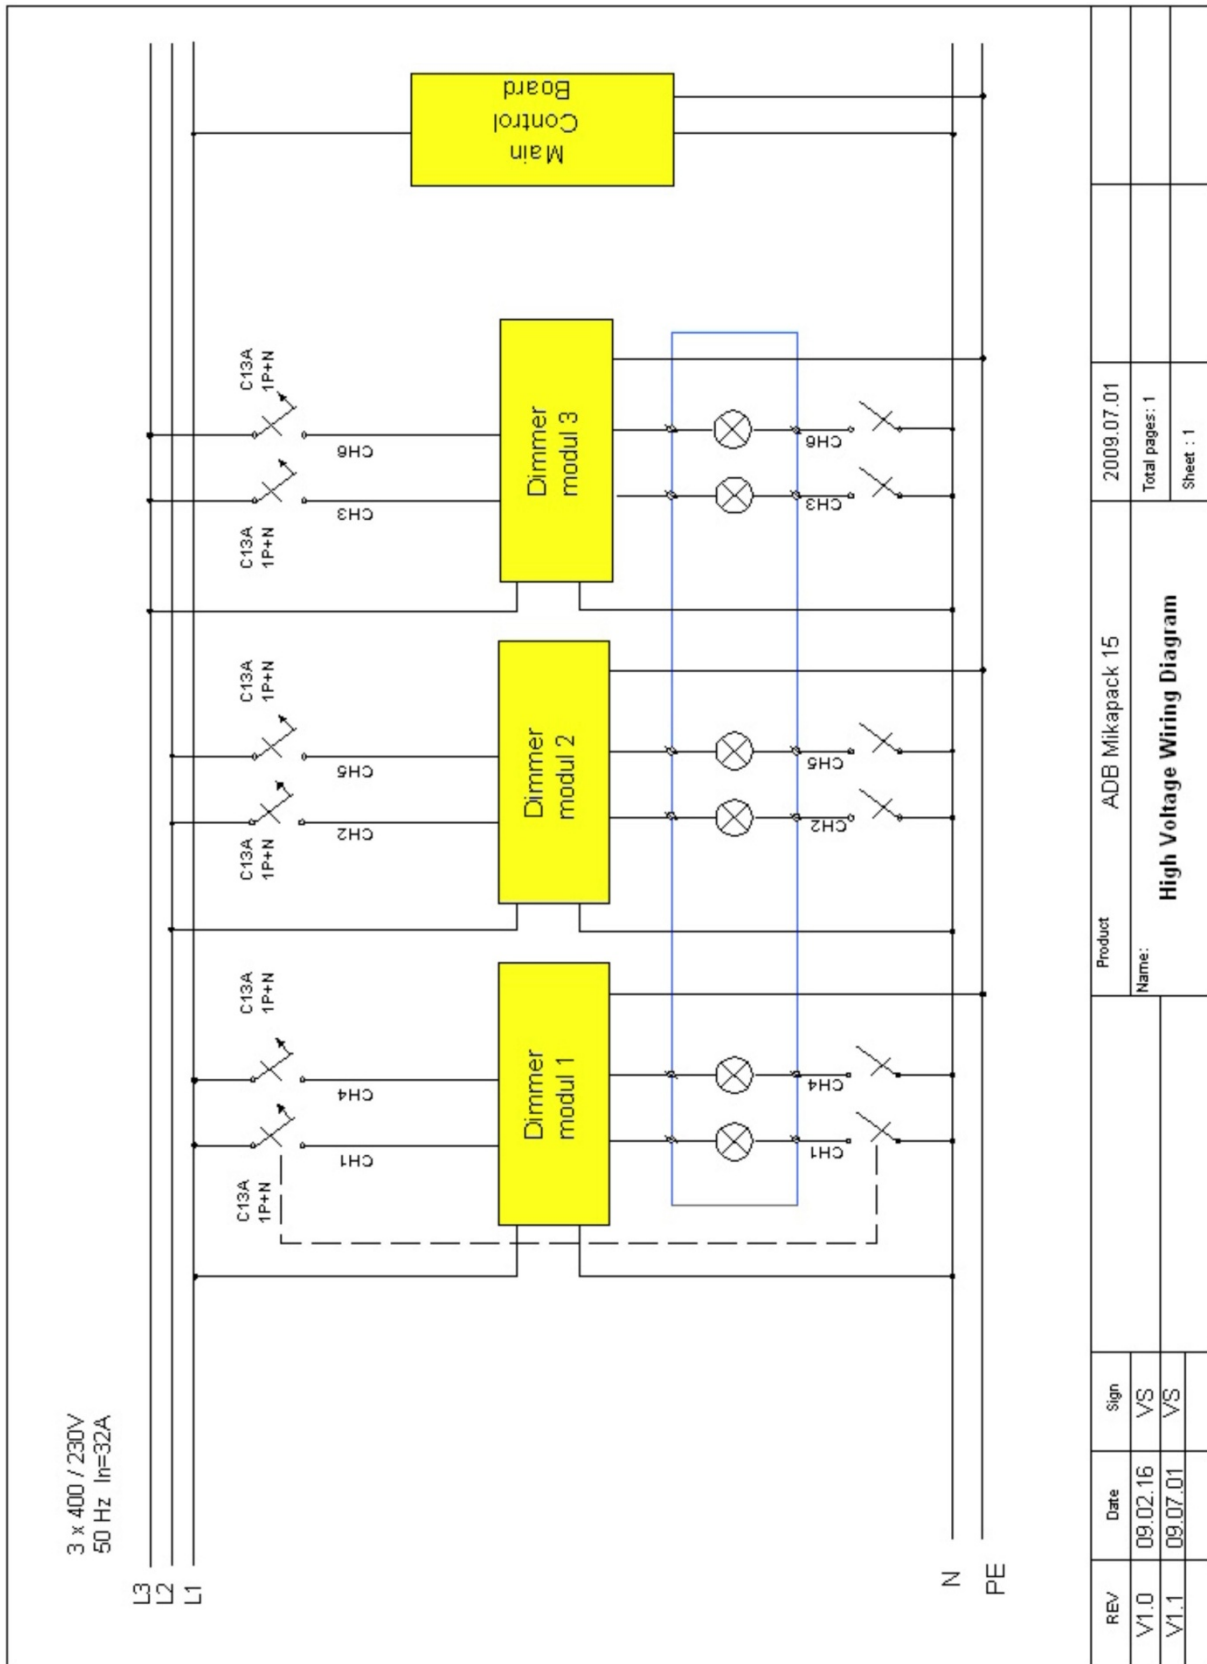 3 x 400 / 230V
50 Hz In=32A
L3
L2
L1
C13A
1P+N
C13A
1P+N
C13A
1P+N
C13A
1P+N
C13A
1P+N
C13A
1P+N
CH1
CH4
CH2
CH5
CH3
CH6
Dimmer
modul 1
Dimmer
modul 2
Dimmer
modul 3
Main
Control
Board
CH1
CH4
CH2
CH5
CH3
CH6
N
PE
REV
Date
Sign
V1.0
09.02.16
VS
V1.1
09.07.01
VS
Product
ADB Mikapack 15
2009.07.01
Name:
High Voltage Wiring Diagram
Total pages: 1
Sheet : 1